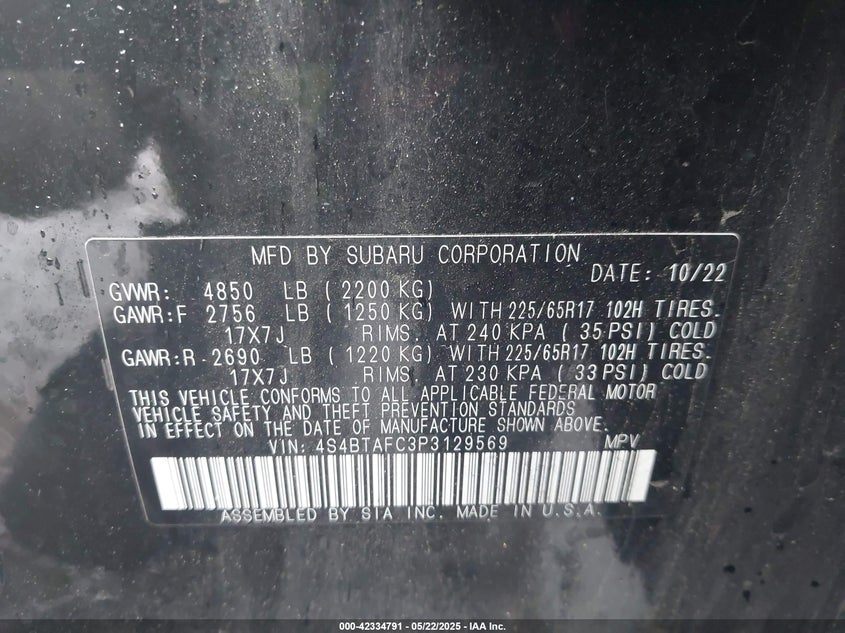 MFD BY SUBARU CORPORATION
DATE: 10/22
GVWR: 4850 LB ( 2200 KG)
GAWR:F 2756 LB ( 1250 KG) WITH 225/65R17 102H TIRES.
17X7J RIMS. AT 240 KPA ( 35 PSI) COLD
GAWR:R 2690 LB ( 1220 KG) WITH 225/65R17 102H TIRES.
17X7J RIMS. AT 230 KPA ( 33 PSI) COLD
THIS VEHICLE CONFORMS TO ALL APPLICABLE FEDERAL MOTOR
VEHICLE SAFETY AND THEFT PREVENTION STANDARDS
IN EFFECT ON THE DATE OF MANUFACTURE SHOWN ABOVE.
VIN: 4S4BTAFC3P3129569 MPV
ASSEMBLED BY SIA INC. MADE IN U.S.A.
000-42334791 - 05/22/2025 - IAA Inc.